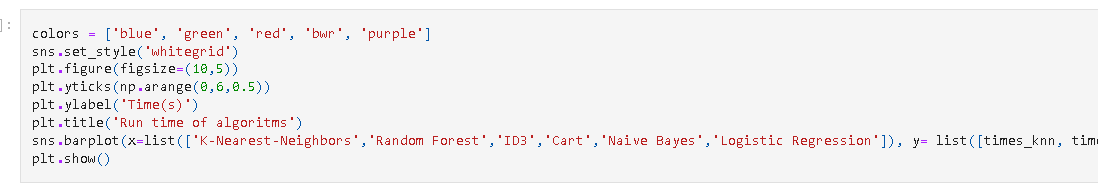 ]:
colors = ['blue', 'green', 'red', 'bwr', 'purple']
sns.set_style('whitegrid')
plt.figure(figsize=(10,5))
plt.yticks(np.arange(0,6,0.5))
plt.ylabel('Time(s)')
plt.title('Run time of algoritms')
sns.barplot(x=list(['K-Nearest-Neighbors','Random Forest','ID3','Cart','Naive Bayes','Logistic Regression']), y= list([times_knn, tim
plt.show()